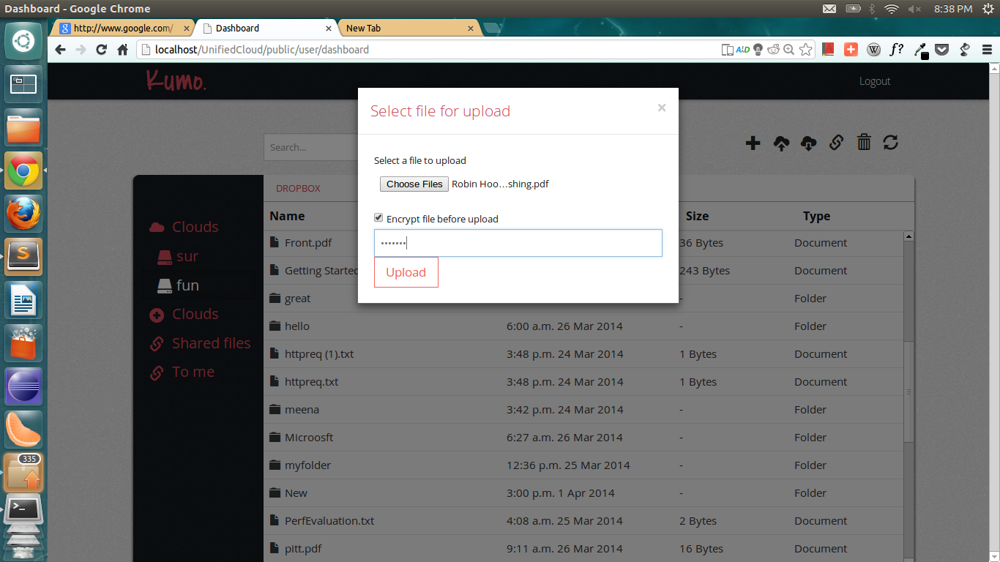 Dashboard - Google Chrome
8:38 PM
http://www.google.com/
Dashboard
New Tab
localhost/UnifiedCloud/public/user/dashboard
Kumo.
Logout
Select file for upload
×
Search...
Select a file to upload
Choose Files Robin Hoo…shing.pdf
Encrypt file before upload
•••••••
Upload
DROPBOX
Name Size Type
Clouds
sur
fun
Clouds
Shared files
To me
Front.pdf 36 Bytes Document
Getting Started 243 Bytes Document
great - Folder
hello 6:00 a.m. 26 Mar 2014 - Folder
httpreq (1).txt 3:48 p.m. 24 Mar 2014 1 Bytes Document
httpreq.txt 3:48 p.m. 24 Mar 2014 1 Bytes Document
meena 3:42 p.m. 24 Mar 2014 - Folder
Microosft 6:27 a.m. 26 Mar 2014 - Folder
myfolder 12:36 p.m. 25 Mar 2014 - Folder
New 3:00 p.m. 1 Apr 2014 - Folder
PerfEvaluation.txt 4:08 a.m. 25 Mar 2014 2 Bytes Document
pitt.pdf 9:11 a.m. 26 Mar 2014 16 Bytes Document
335